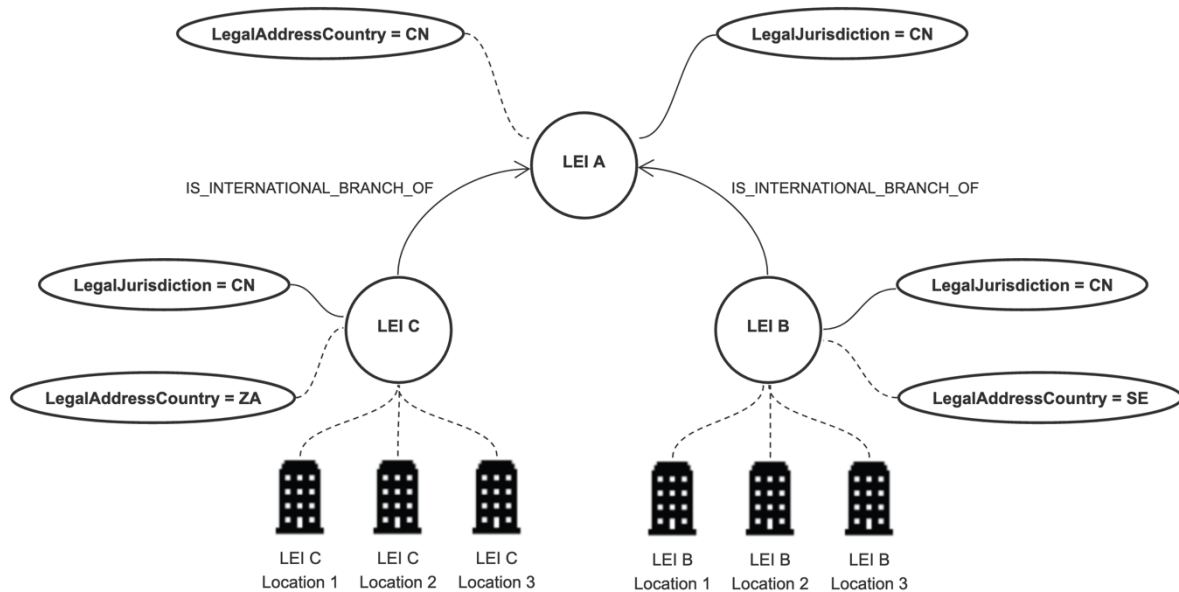 LegalAddressCountry = CN
LegalJurisdiction = CN
LEI A
IS_INTERNATIONAL_BRANCH_OF
IS_INTERNATIONAL_BRANCH_OF
LegalJurisdiction = CN
LegalJurisdiction = CN
LEI C
LEI B
LegalAddressCountry = ZA
LegalAddressCountry = SE
LEI C
Location 1
LEI C
Location 2
LEI C
Location 3
LEI B
Location 1
LEI B
Location 2
LEI B
Location 3